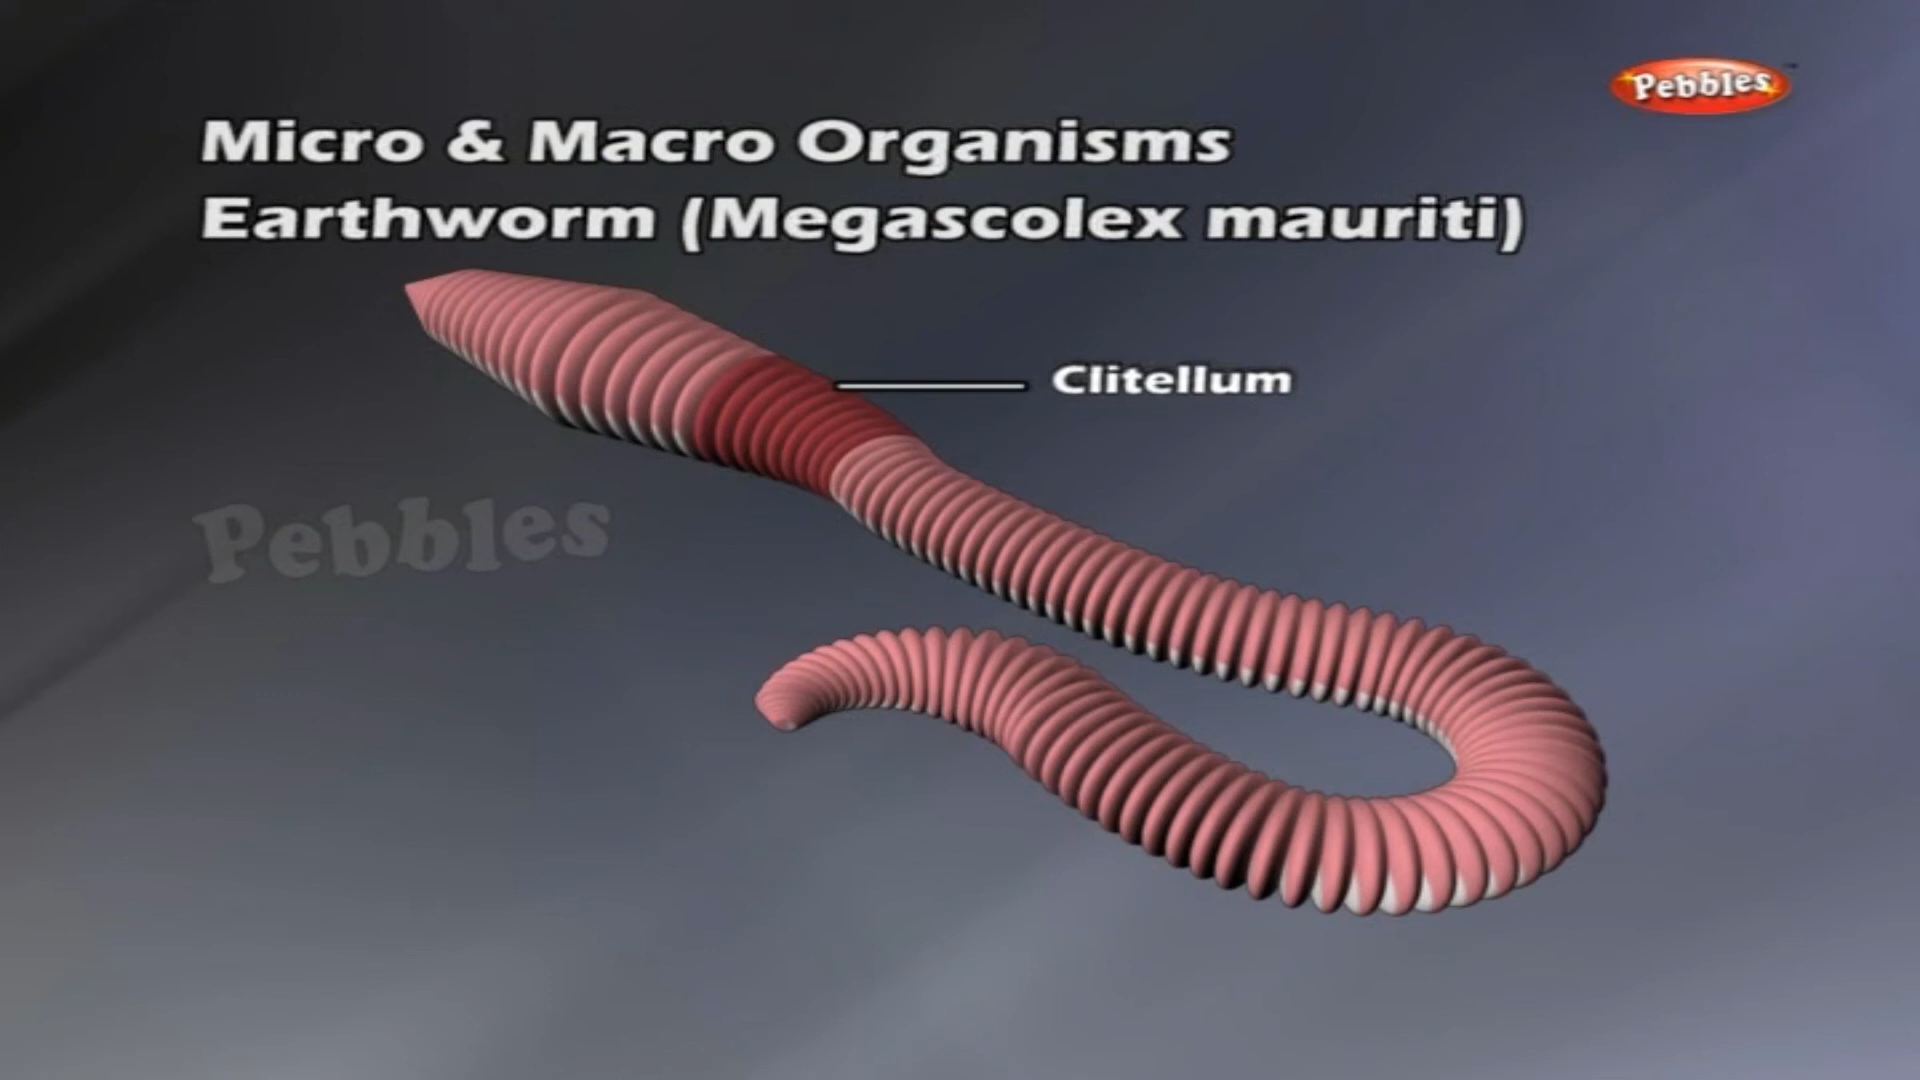 Pebbles
Micro & Macro Organisms
Earthworm (Megascolex mauriti)
Clitellum
Pebbles